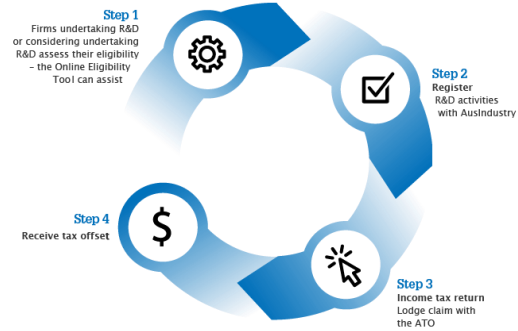 Step 1
Firms undertaking R&D
or considering undertaking
R&D assess their eligibility
– the Online Eligibility
Tool can assist
Step 2
Register
R&D activities
with AusIndustry
Step 3
Income tax return
Lodge claim with
the ATO
Step 4
Receive tax offset
$